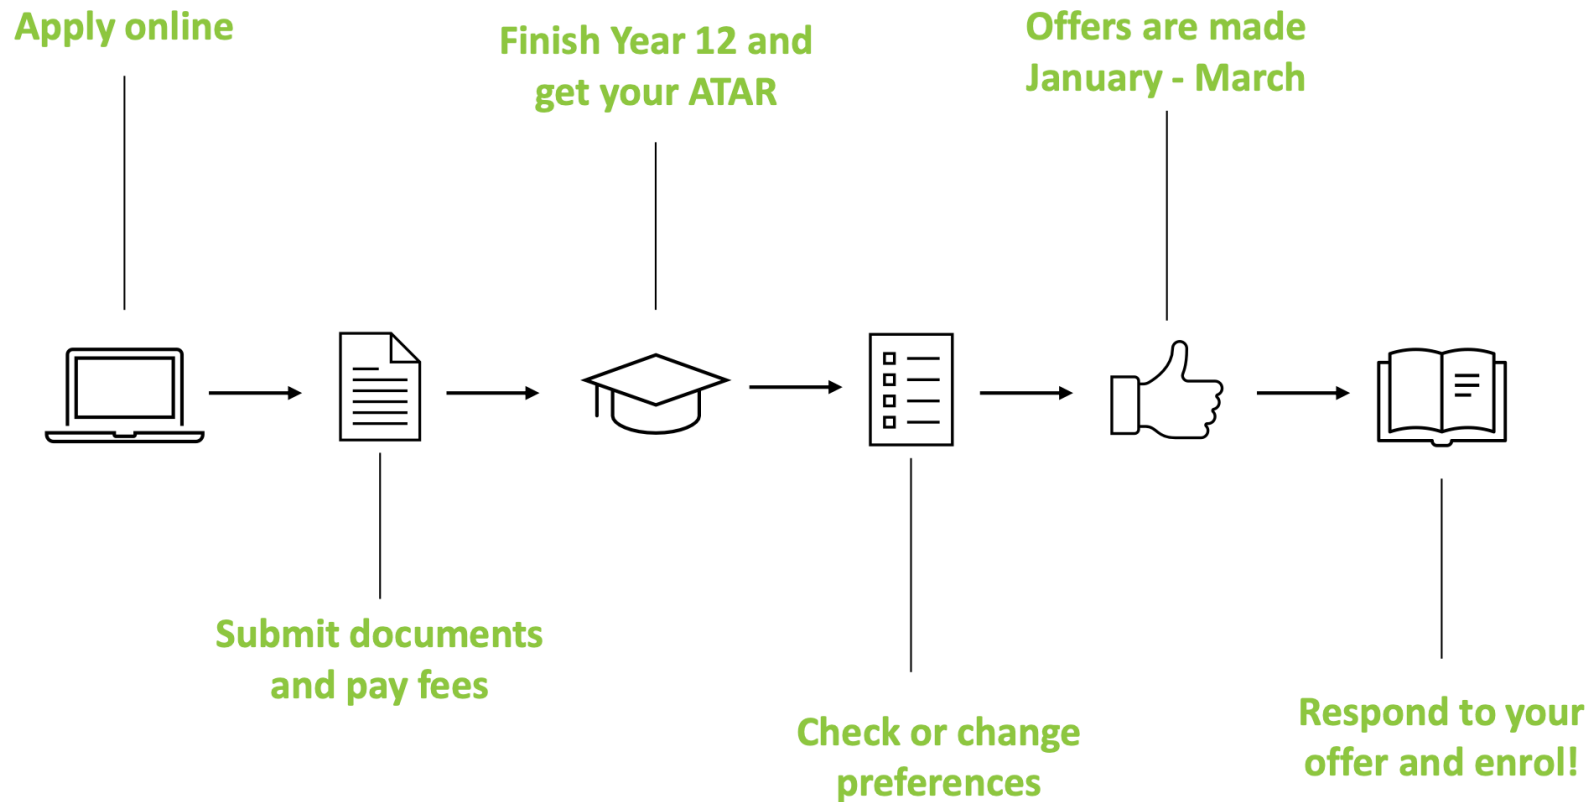 Apply online
Submit documents
and pay fees
Finish Year 12 and
get your ATAR
Check or change
preferences
Offers are made
January - March
Respond to your
offer and enrol!